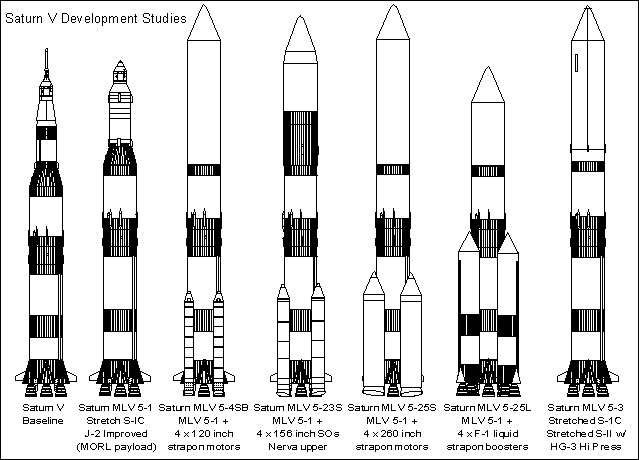 Saturn V Development Studies
Saturn V
Baseline
Saturn MLV 5-1
Stretch S-IC
J-2 Improved
(MORL payload)
Saturn MLV 5-4SB
MLV 5-1 +
4 x 120 inch
strapon motors
Saturn MLV 5-23S
MLV 5-1 +
4 x 156 inch SOs
Nerva upper
Saturn MLV 5-25S
MLV 5-1 +
4 x 260 inch
strapon motors
Saturn MLV 5-25L
MLV 5-1 +
4 x F-1 liquid
strapon boosters
Saturn MLV 5-3
Stretched S-1C
Stretched S-II w/
HG-3 Hi Press